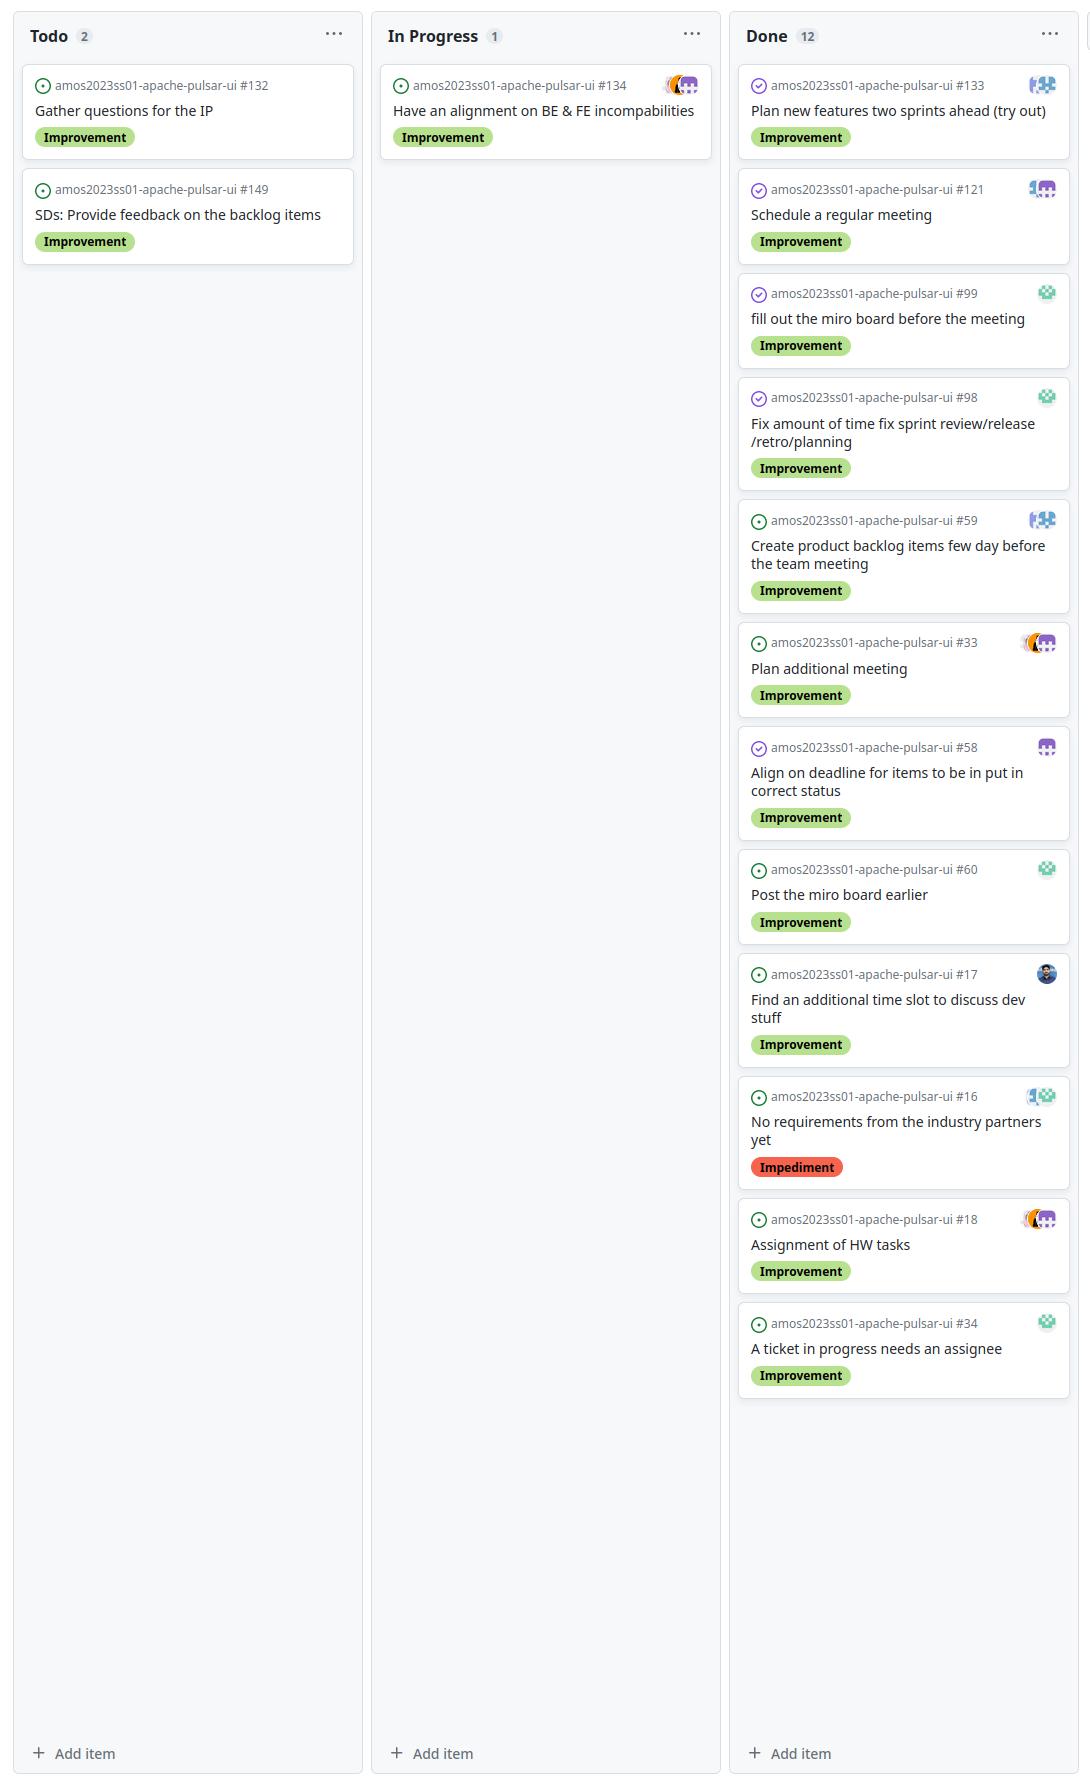 Todo 2
amos2023ss01-apache-pulsar-ui #132
Gather questions for the IP
Improvement
amos2023ss01-apache-pulsar-ui #149
SDs: Provide feedback on the backlog items
Improvement
Add item
In Progress 1
amos2023ss01-apache-pulsar-ui #134
Have an alignment on BE & FE incompabilities
Improvement
Add item
Done 12
amos2023ss01-apache-pulsar-ui #133
Plan new features two sprints ahead (try out)
Improvement
amos2023ss01-apache-pulsar-ui #121
Schedule a regular meeting
Improvement
amos2023ss01-apache-pulsar-ui #99
fill out the miro board before the meeting
Improvement
amos2023ss01-apache-pulsar-ui #98
Fix amount of time fix sprint review/release
/retro/planning
Improvement
amos2023ss01-apache-pulsar-ui #59
Create product backlog items few day before
the team meeting
Improvement
amos2023ss01-apache-pulsar-ui #33
Plan additional meeting
Improvement
amos2023ss01-apache-pulsar-ui #58
Align on deadline for items to be in put in
correct status
Improvement
amos2023ss01-apache-pulsar-ui #60
Post the miro board earlier
Improvement
amos2023ss01-apache-pulsar-ui #17
Find an additional time slot to discuss dev
stuff
Improvement
amos2023ss01-apache-pulsar-ui #16
No requirements from the industry partners
yet
Impediment
amos2023ss01-apache-pulsar-ui #18
Assignment of HW tasks
Improvement
amos2023ss01-apache-pulsar-ui #34
A ticket in progress needs an assignee
Improvement
Add item